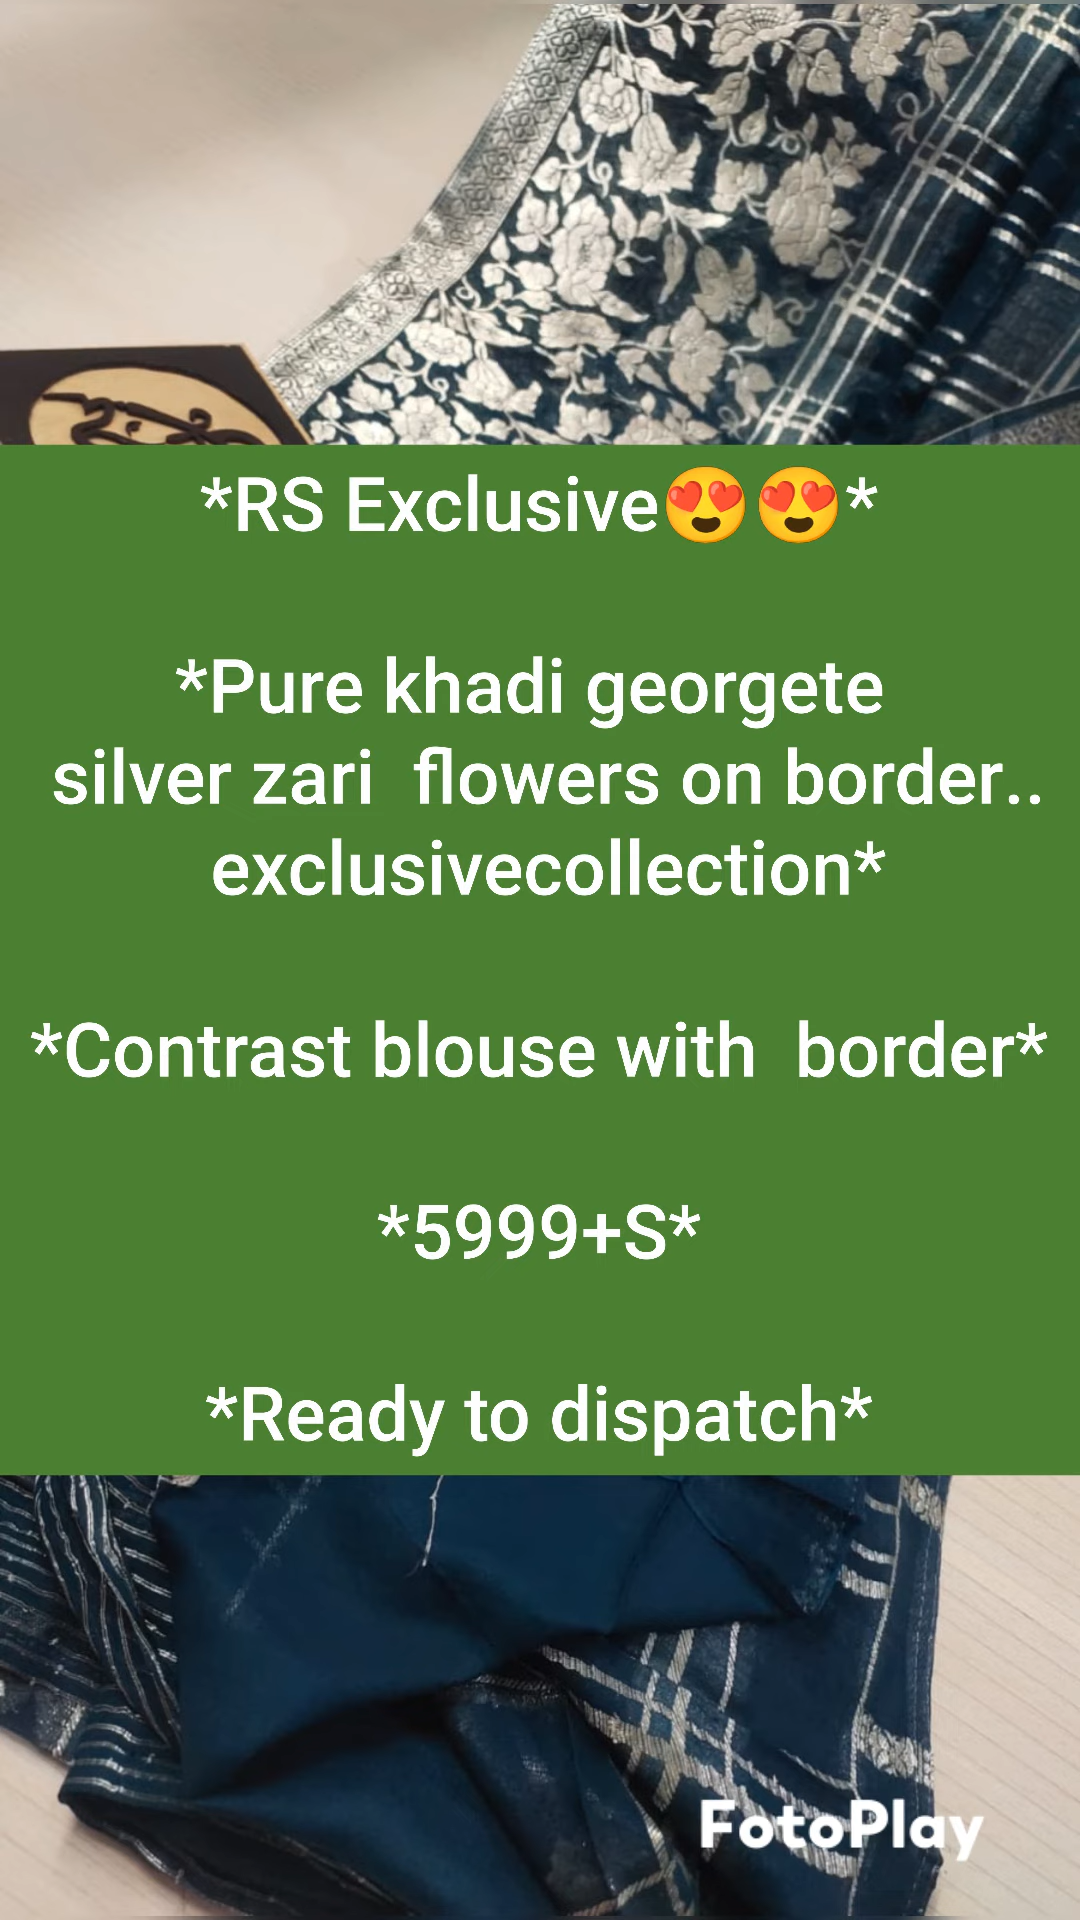 *RS Exclusive😍😍*
*Pure khadi georgete
silver zari  flowers on border..
exclusivecollection*
*Contrast blouse with  border*
*5999+S*
*Ready to dispatch*
FotoPlay